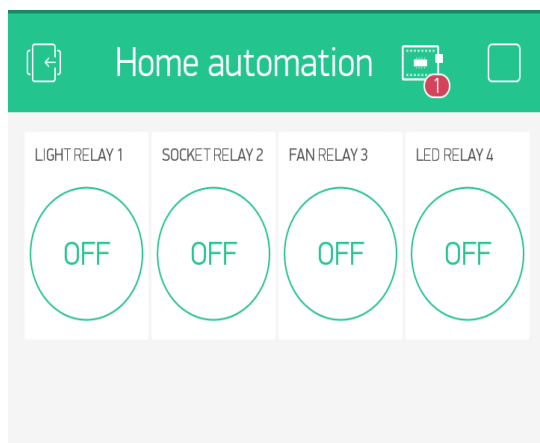 Home automation
1
LIGHT RELAY 1 SOCKET RELAY 2 FAN RELAY 3 LED RELAY 4
OFF OFF OFF OFF